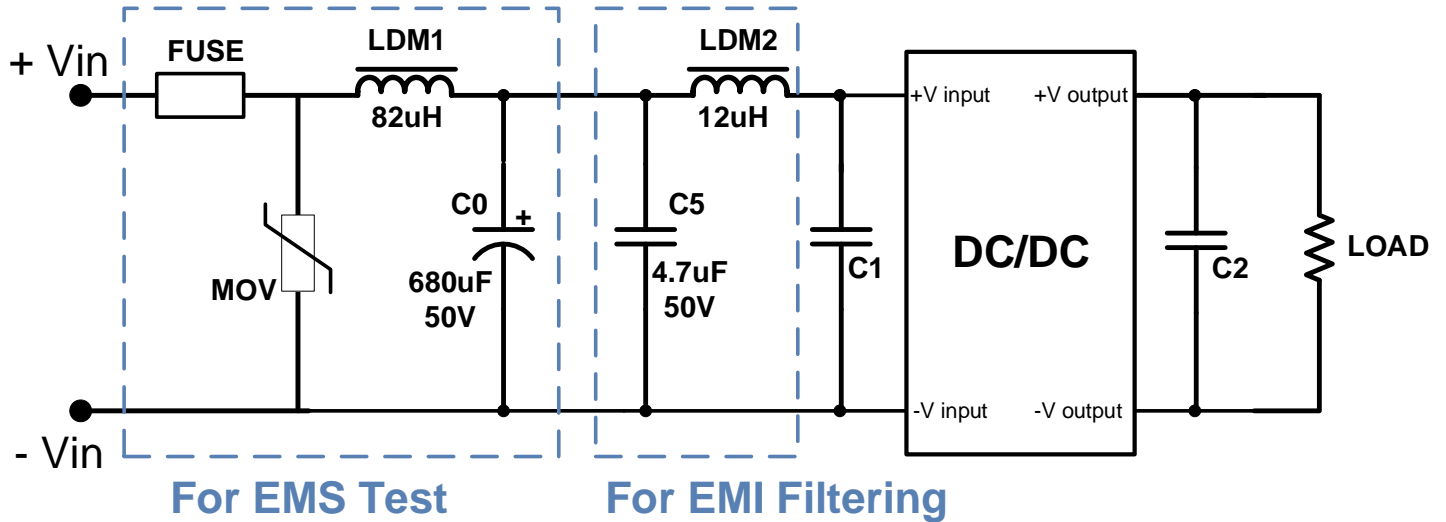 FUSE
LDM1
LDM2
+ Vin
82uH
12uH
+V input
+V output
C0
+
C5
MOV
680uF
50V
4.7uF
50V
C1
DC/DC
C2
LOAD
-V input
-V output
- Vin
For EMS Test
For EMI Filtering